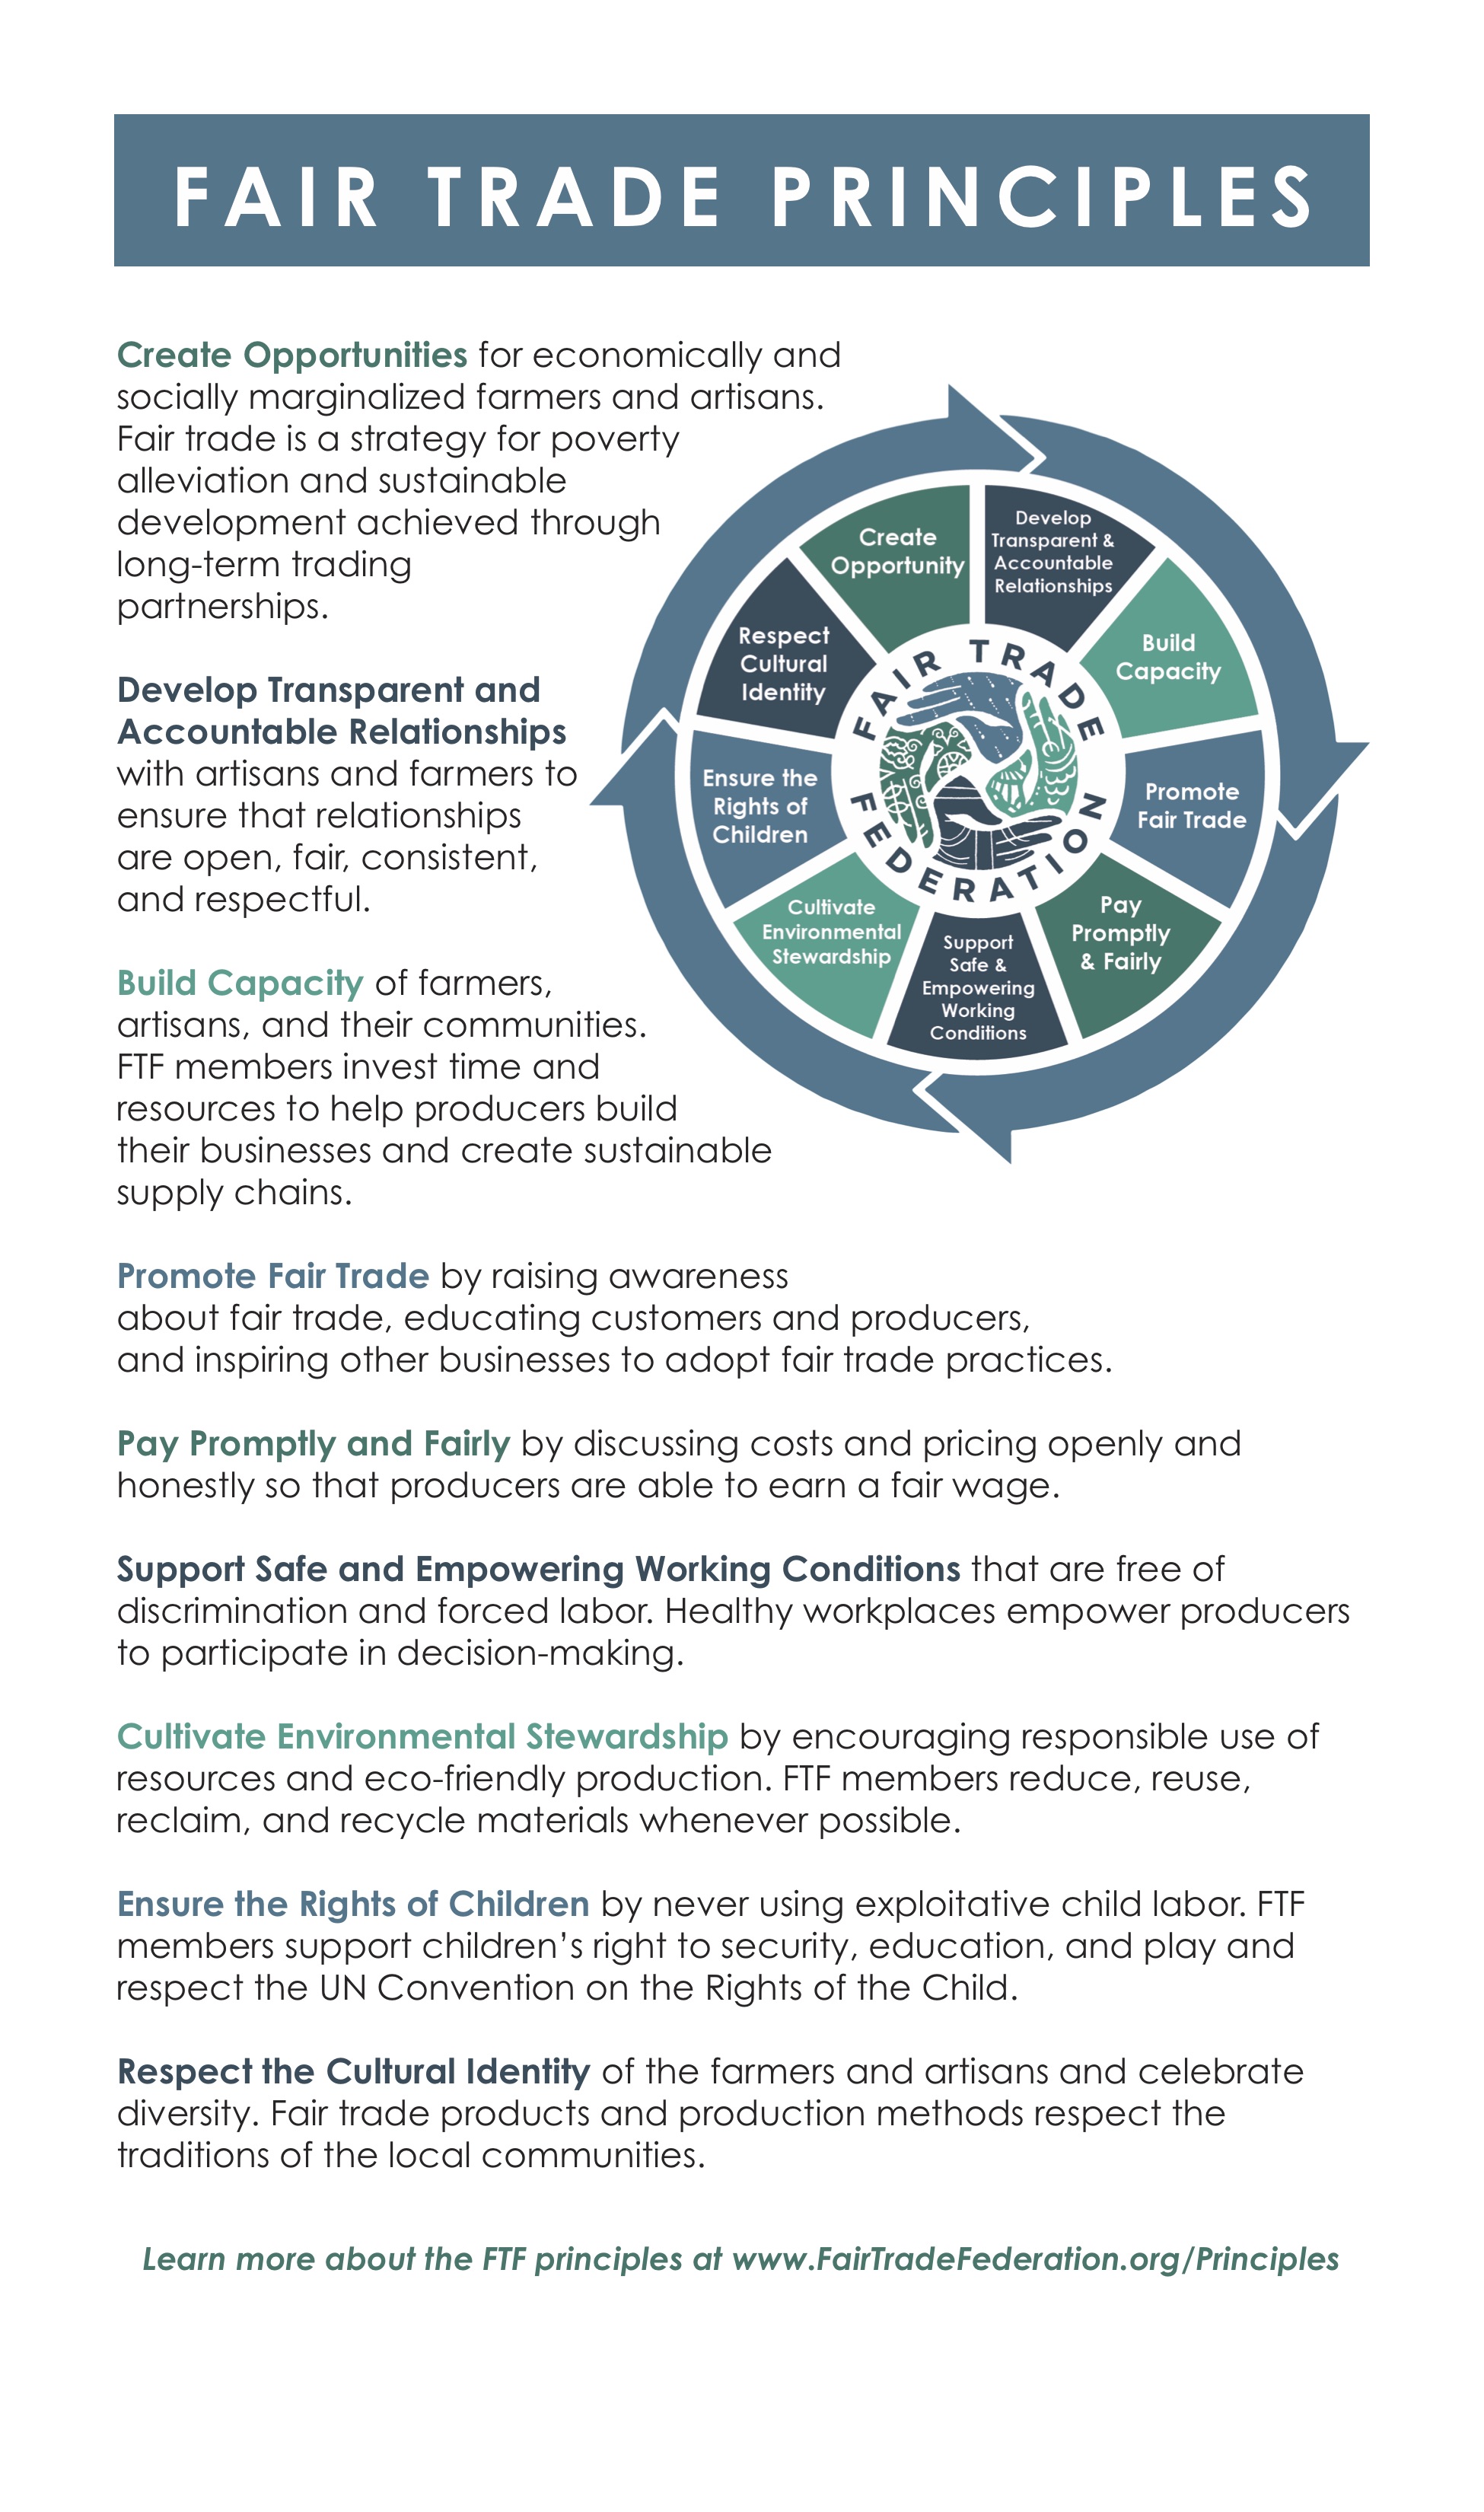 FAIR TRADE PRINCIPLES
Create Opportunities for economically and
socially marginalized farmers and artisans.
Fair trade is a strategy for poverty
alleviation and sustainable
development achieved through
long-term trading
partnerships.
Develop Transparent and
Accountable Relationships
with artisans and farmers to
ensure that relationships
are open, fair, consistent,
and respectful.
Build Capacity of farmers,
artisans, and their communities.
FTF members invest time and
resources to help producers build
their businesses and create sustainable
supply chains.
Create
Opportunity
Develop
Transparent &
Accountable
Relationships
Build
Capacity
Promote
Fair Trade
Pay
Promptly
& Fairly
Support
Safe &
Empowering
Working
Conditions
Cultivate
Environmental
Stewardship
Ensure the
Rights of
Children
Respect
Cultural
Identity
FAIR TRADE
FEDERATION
Promote Fair Trade by raising awareness
about fair trade, educating customers and producers,
and inspiring other businesses to adopt fair trade practices.
Pay Promptly and Fairly by discussing costs and pricing openly and
honestly so that producers are able to earn a fair wage.
Support Safe and Empowering Working Conditions that are free of
discrimination and forced labor. Healthy workplaces empower producers
to participate in decision-making.
Cultivate Environmental Stewardship by encouraging responsible use of
resources and eco-friendly production. FTF members reduce, reuse,
reclaim, and recycle materials whenever possible.
Ensure the Rights of Children by never using exploitative child labor. FTF
members support children’s right to security, education, and play and
respect the UN Convention on the Rights of the Child.
Respect the Cultural Identity of the farmers and artisans and celebrate
diversity. Fair trade products and production methods respect the
traditions of the local communities.
Learn more about the FTF principles at www.FairTradeFederation.org/Principles